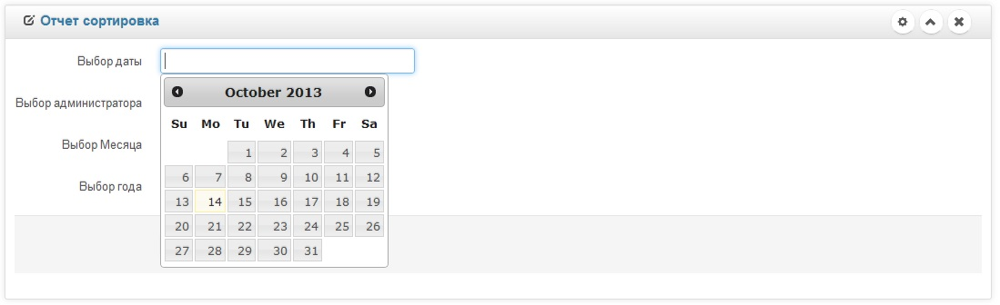 Отчет сортировка
Выбор даты
October 2013
Su Mo Tu We Th Fr Sa
1 2 3 4 5
6 7 8 9 10 11 12
13 14 15 16 17 18 19
20 21 22 23 24 25 26
27 28 29 30 31
Выбор администратора
Выбор Месяца
Выбор года